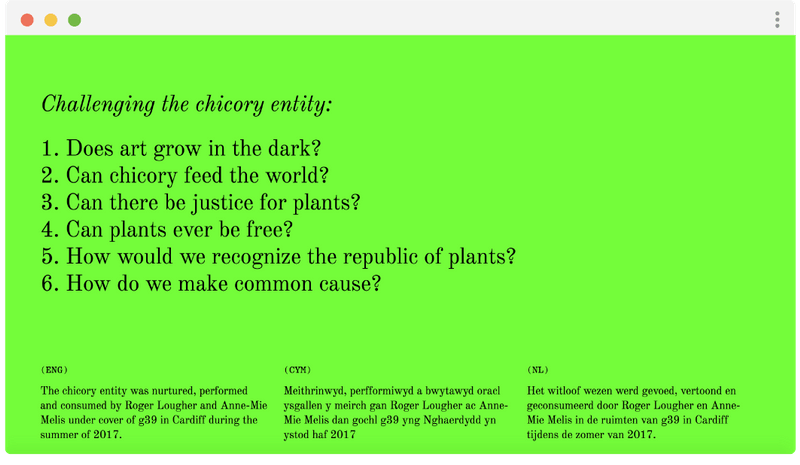 Challenging the chicory entity:
1. Does art grow in the dark?
2. Can chicory feed the world?
3. Can there be justice for plants?
4. Can plants ever be free?
5. How would we recognize the republic of plants?
6. How do we make common cause?
(ENG)
The chicory entity was nurtured, performed
and consumed by Roger Lougher and Anne-Mie
Melis under cover of g39 in Cardiff during the
summer of 2017.
(CYM)
Meithrinwyd, perfformiwyd a bwytawyd oracl
ysgallen y meirch gan Roger Lougher ac Anne-
Mie Melis dan gochl g39 yng Nghaerdydd yn
ystod haf 2017
(NL)
Het witloof wezen werd gevoed, vertoond en
geconsumeerd door Roger Lougher en Anne-
Mie Melis in de ruimten van g39 in Cardiff
tijdens de zomer van 2017.